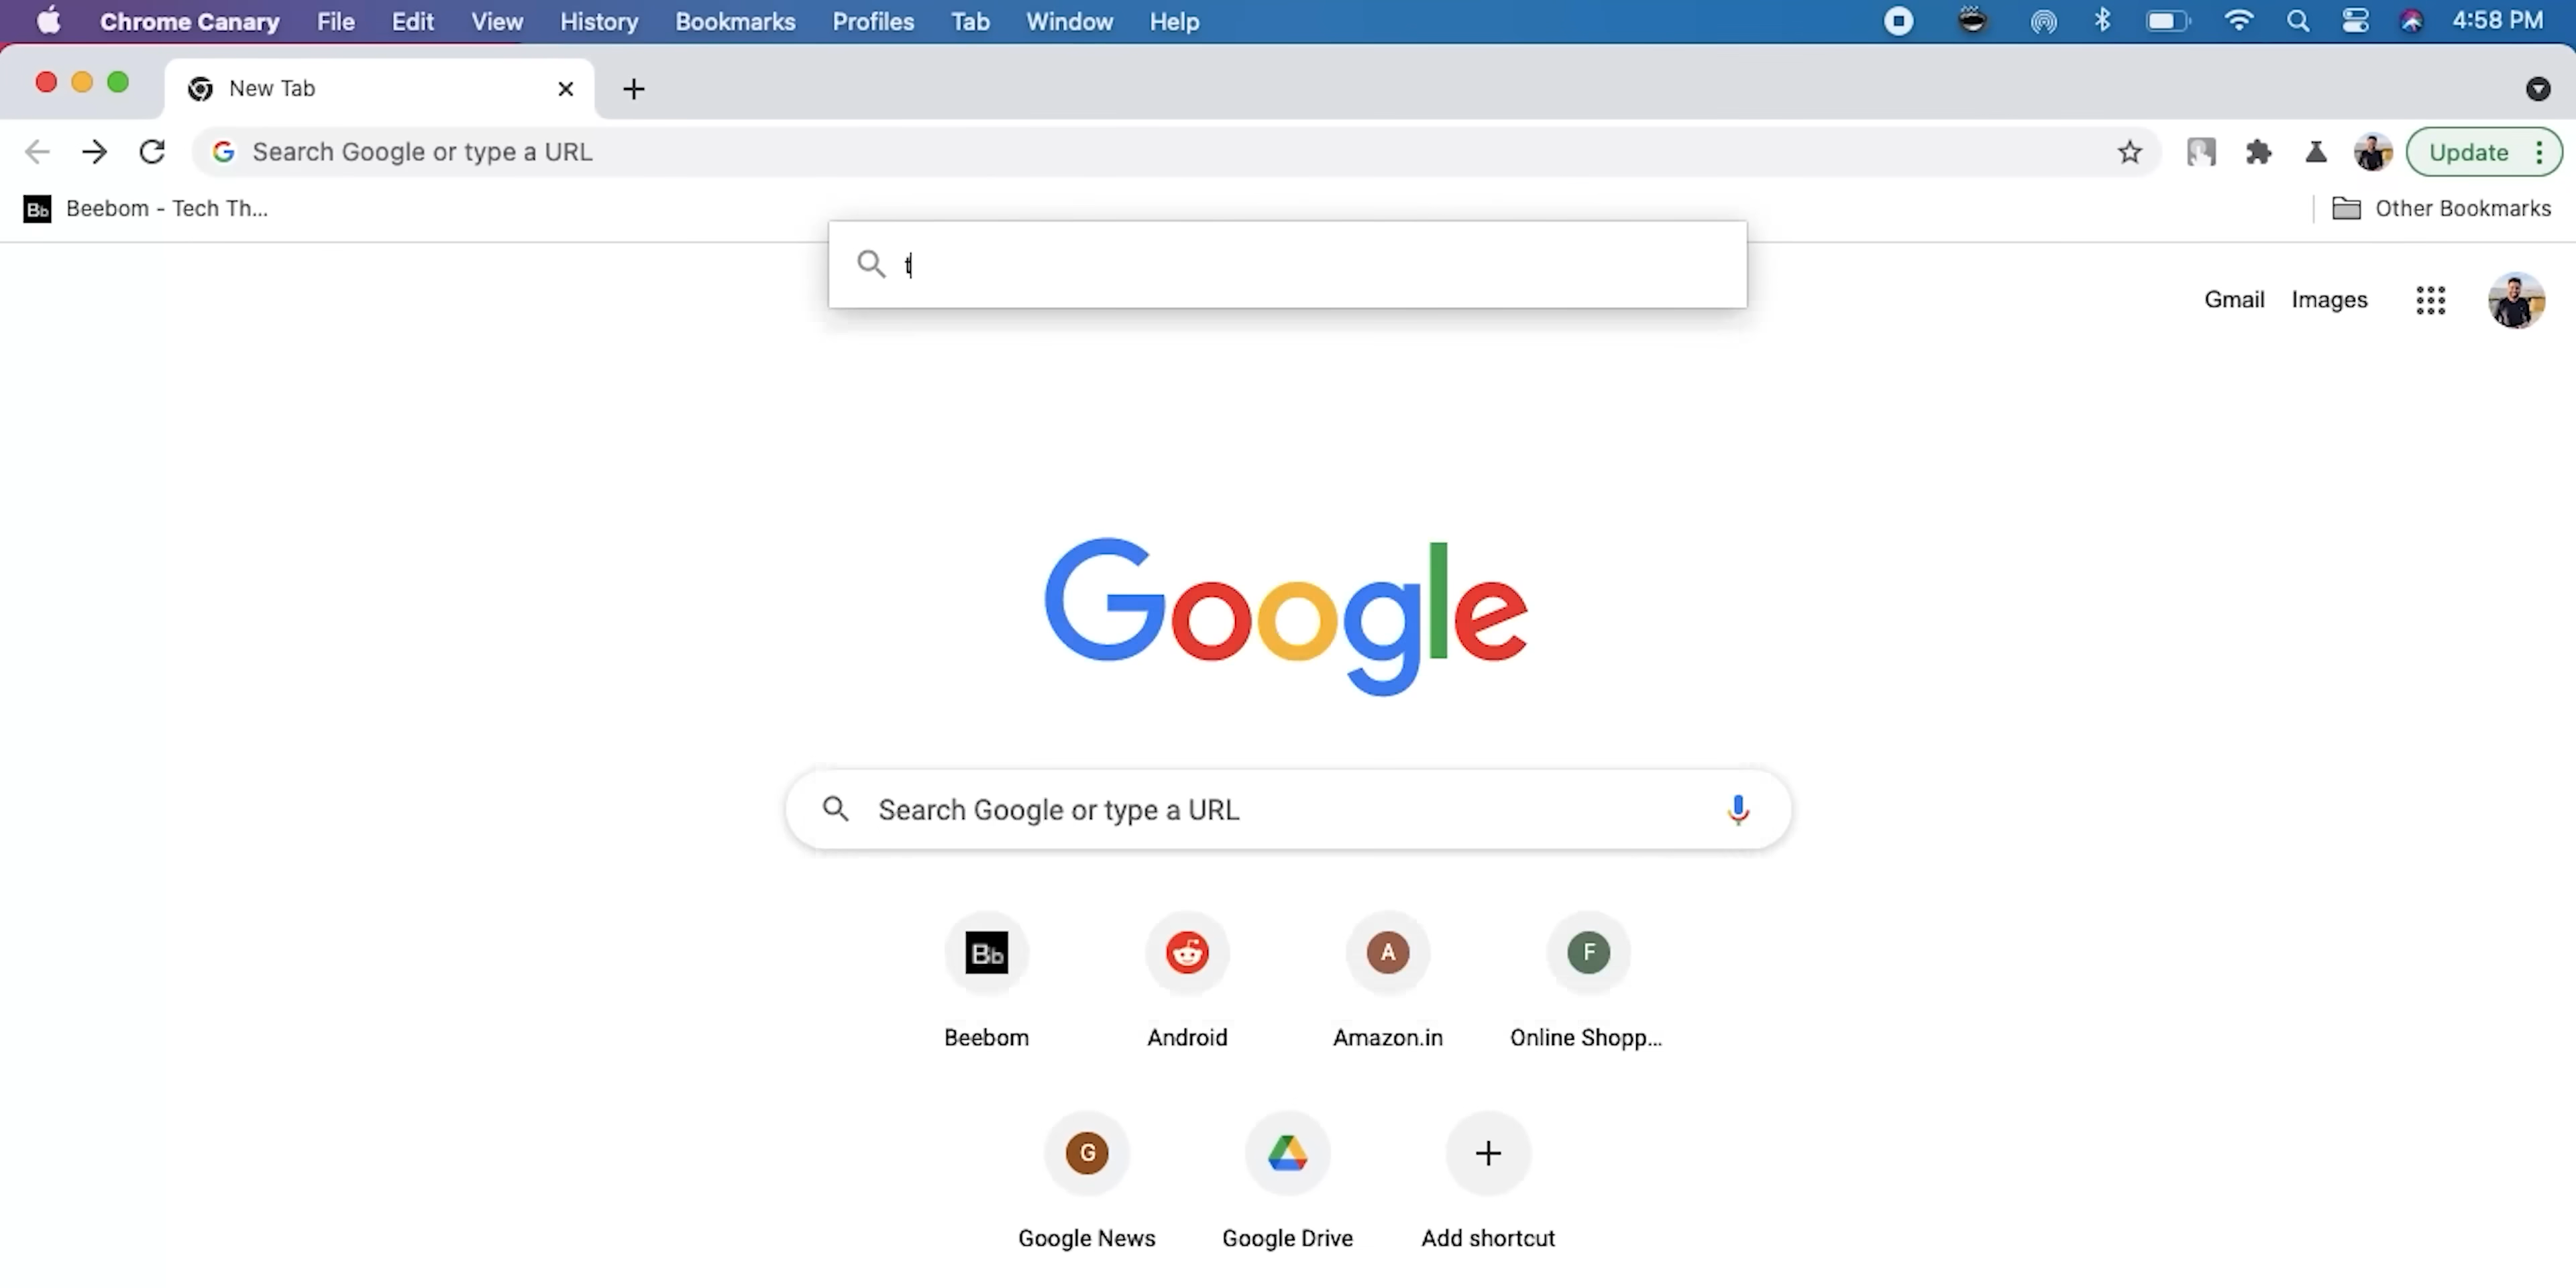 Chrome Canary File Edit View History Bookmarks Profiles Tab Window Help 4:58 PM
New Tab
Search Google or type a URL
Update
Bb Beebom - Tech Th...
Other Bookmarks
t
Gmail Images
Google
Search Google or type a URL
Bb A F
Beebom Android Amazon.in Online Shopp...
G
Google News Google Drive Add shortcut